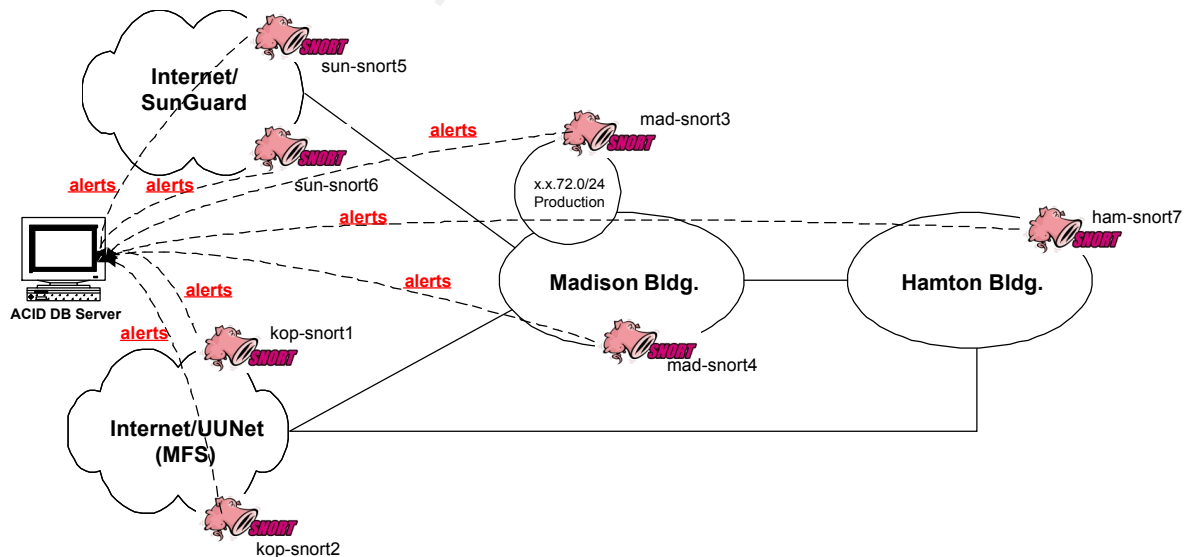 SNORT
sun-snort5
Internet/
SunGuard
alerts
mad-snort3
SNORT
SNORT
sun-snort6
alerts
alerts
x.x.72.0/24
Production
alerts
ham-snort7
SNORT
Madison Bldg.
Hamton Bldg.
alerts
alerts
ACID DB Server
alerts
kop-snort1
SNORT
SNORT
mad-snort4
Internet/UUNet
(MFS)
SNORT
kop-snort2